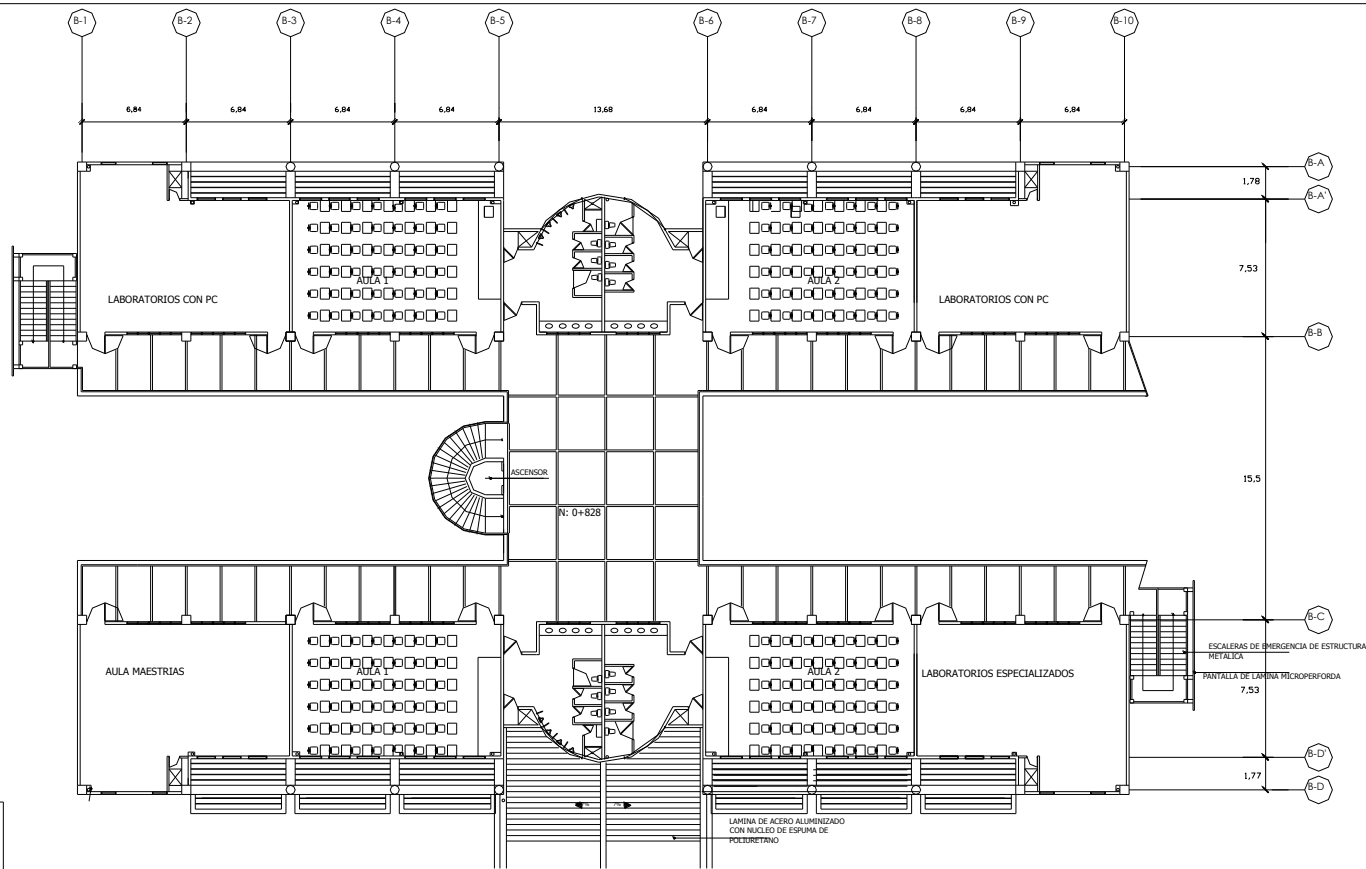 B-1 B-2 B-3 B-4 B-5 B-6 B-7 B-8 B-9 B-10
6,84 6,84 6,84 6,84 13,68 6,84 6,84 6,84 6,84
B-A
1,78
B-A'
7,53
AULA 1
AULA 2
LABORATORIOS CON PC
LABORATORIOS CON PC
B-B
ASCENSOR
15,5
N: 0+828
B-C
ESCALERAS DE EMERGENCIA DE ESTRUCTURA
METALICA
AULA MAESTRIAS
AULA 1
AULA 2
LABORATORIOS ESPECIALIZADOS
PANTALLA DE LAMINA MICROPERFORDA
7,53
B-D'
1,77
B-D
LAMINA DE ACERO ALUMINIZADO
CON NUCLEO DE ESPUMA DE
POLIURETANO